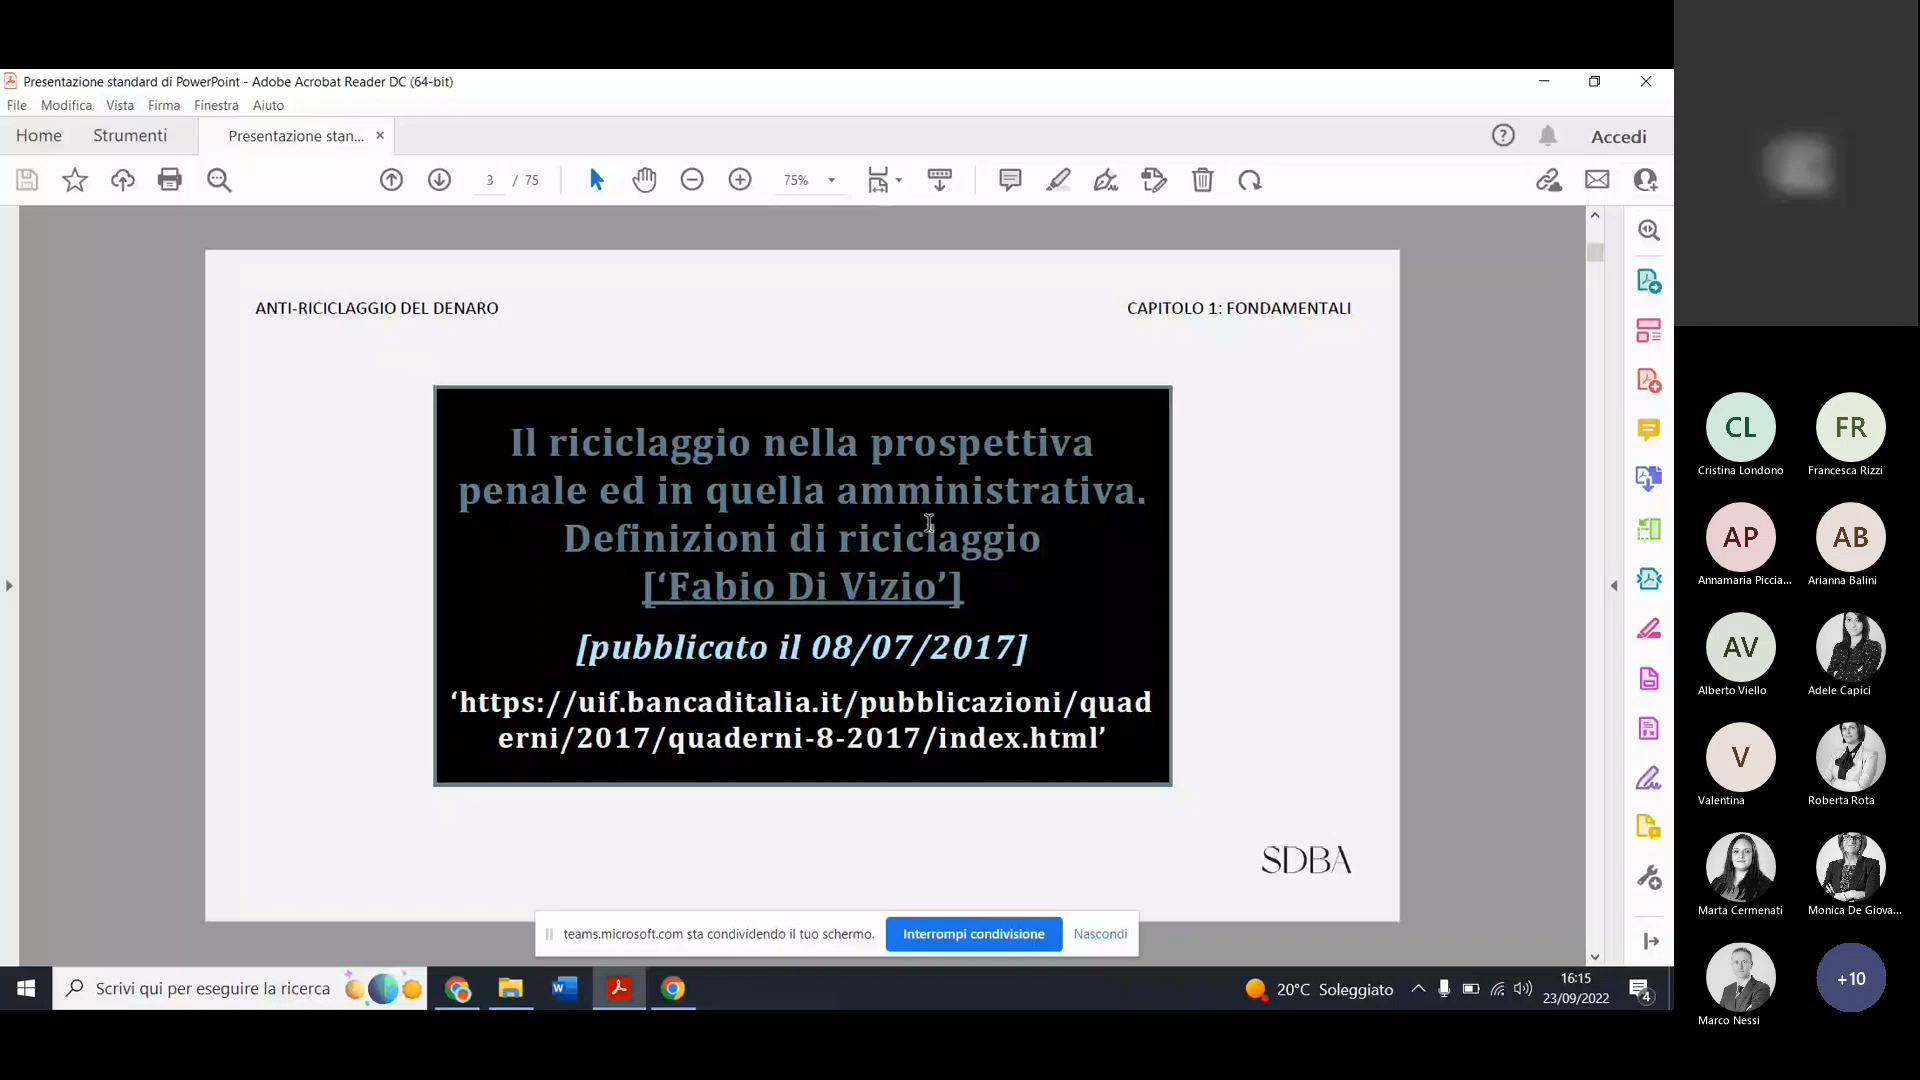 Presentazione standard di PowerPoint - Adobe Acrobat Reader DC (64-bit)
File Modifica Vista Firma Finestra Aiuto
Home Strumenti Presentazione stan... × Accedi
3 / 75 75%
ANTI-RICICLAGGIO DEL DENARO CAPITOLO 1: FONDAMENTALI
Il riciclaggio nella prospettiva
penale ed in quella amministrativa.
Definizioni di riciclaggio
[‘Fabio Di Vizio’]
[pubblicato il 08/07/2017]
‘https://uif.bancaditalia.it/pubblicazioni/quad
erni/2017/quaderni-8-2017/index.html’
SDBA
teams.microsoft.com sta condividendo il tuo schermo. Interrompi condivisione Nascondi
Scrivi qui per eseguire la ricerca
20°C Soleggiato
16:15
23/09/2022
4
CL FR
Cristina Londono Francesca Rizzi
AP AB
Annamaria Piccia... Arianna Balini
AV
Alberto Viello Adele Capici
V
Valentina Roberta Rota
Marta Cermenati Monica De Giova...
+10
Marco Nessi